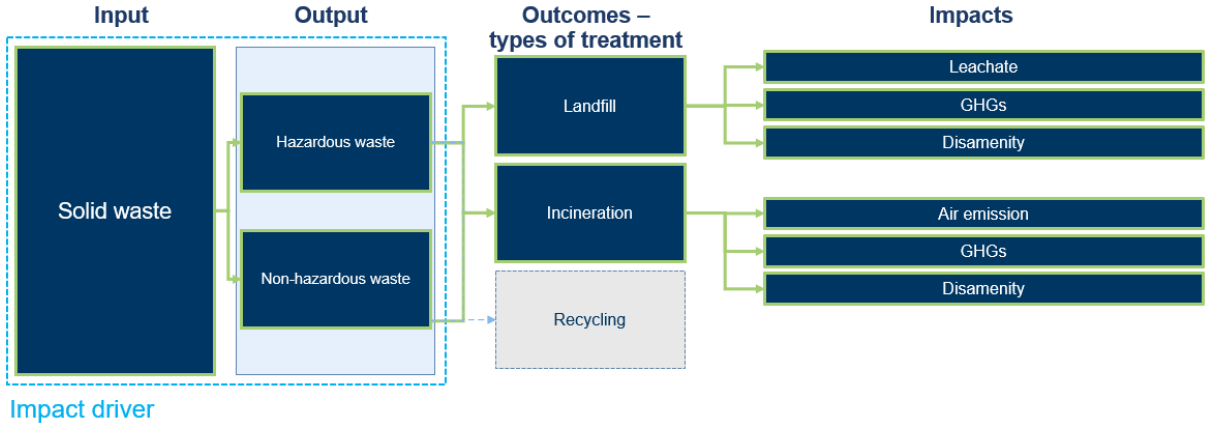 Input
Output
Outcomes –
types of treatment
Impacts
Solid waste
Hazardous waste
Non-hazardous waste
Landfill
Incineration
Recycling
Leachate
GHGs
Disamenity
Air emission
GHGs
Disamenity
Impact driver